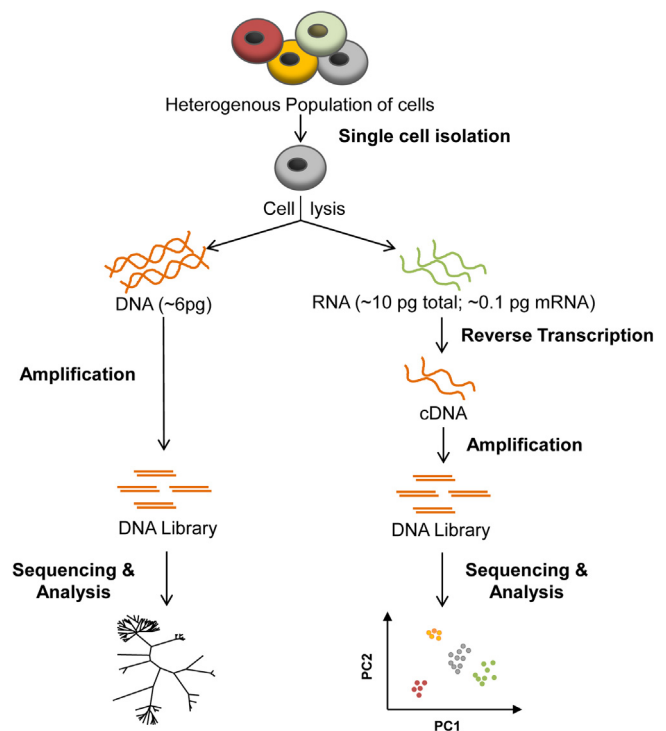 Heterogenous Population of cells
Single cell isolation
Cell lysis
DNA (~6pg)
RNA (~10 pg total; ~0.1 pg mRNA)
Reverse Transcription
Amplification
cDNA
Amplification
DNA Library
DNA Library
Sequencing &
Analysis
Sequencing &
Analysis
PC2
PC1